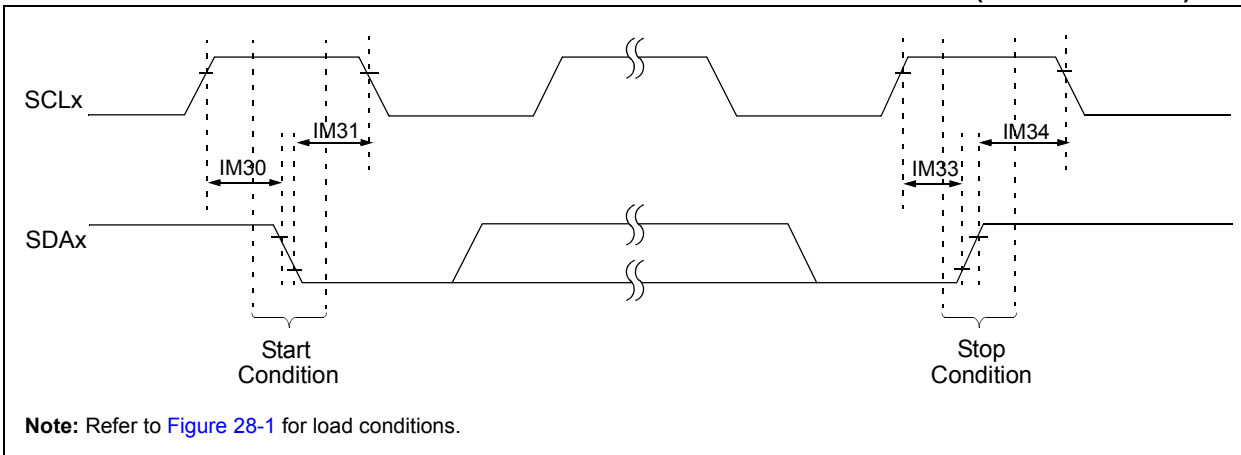 SCLx
IM31
IM34
IM30
IM33
SDAx
Start
Condition
Stop
Condition
Note: Refer to Figure 28-1 for load conditions.